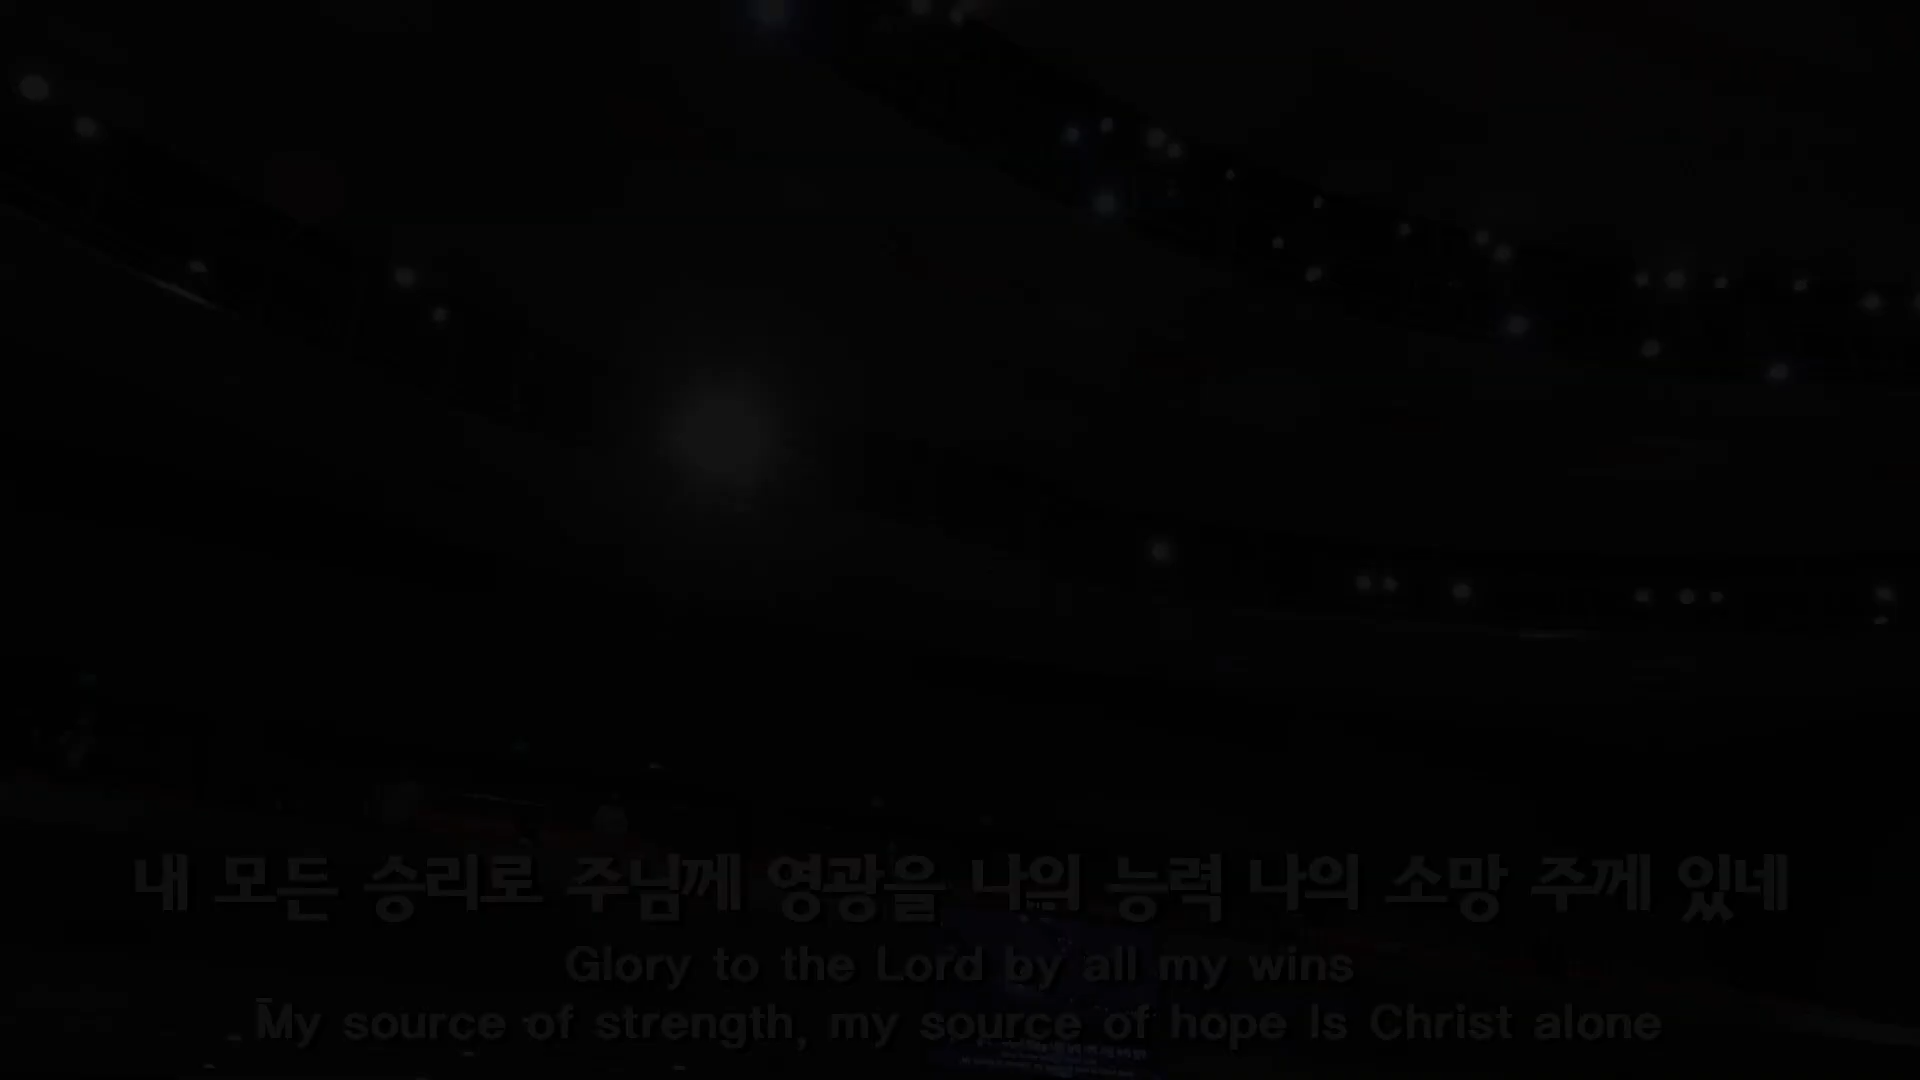 내 모든 승리로 주님께 영광을 나의 능력 나의 소망 주께 있네
Glory to the Lord by all my wins
My source of strength, my source of hope Is Christ alone